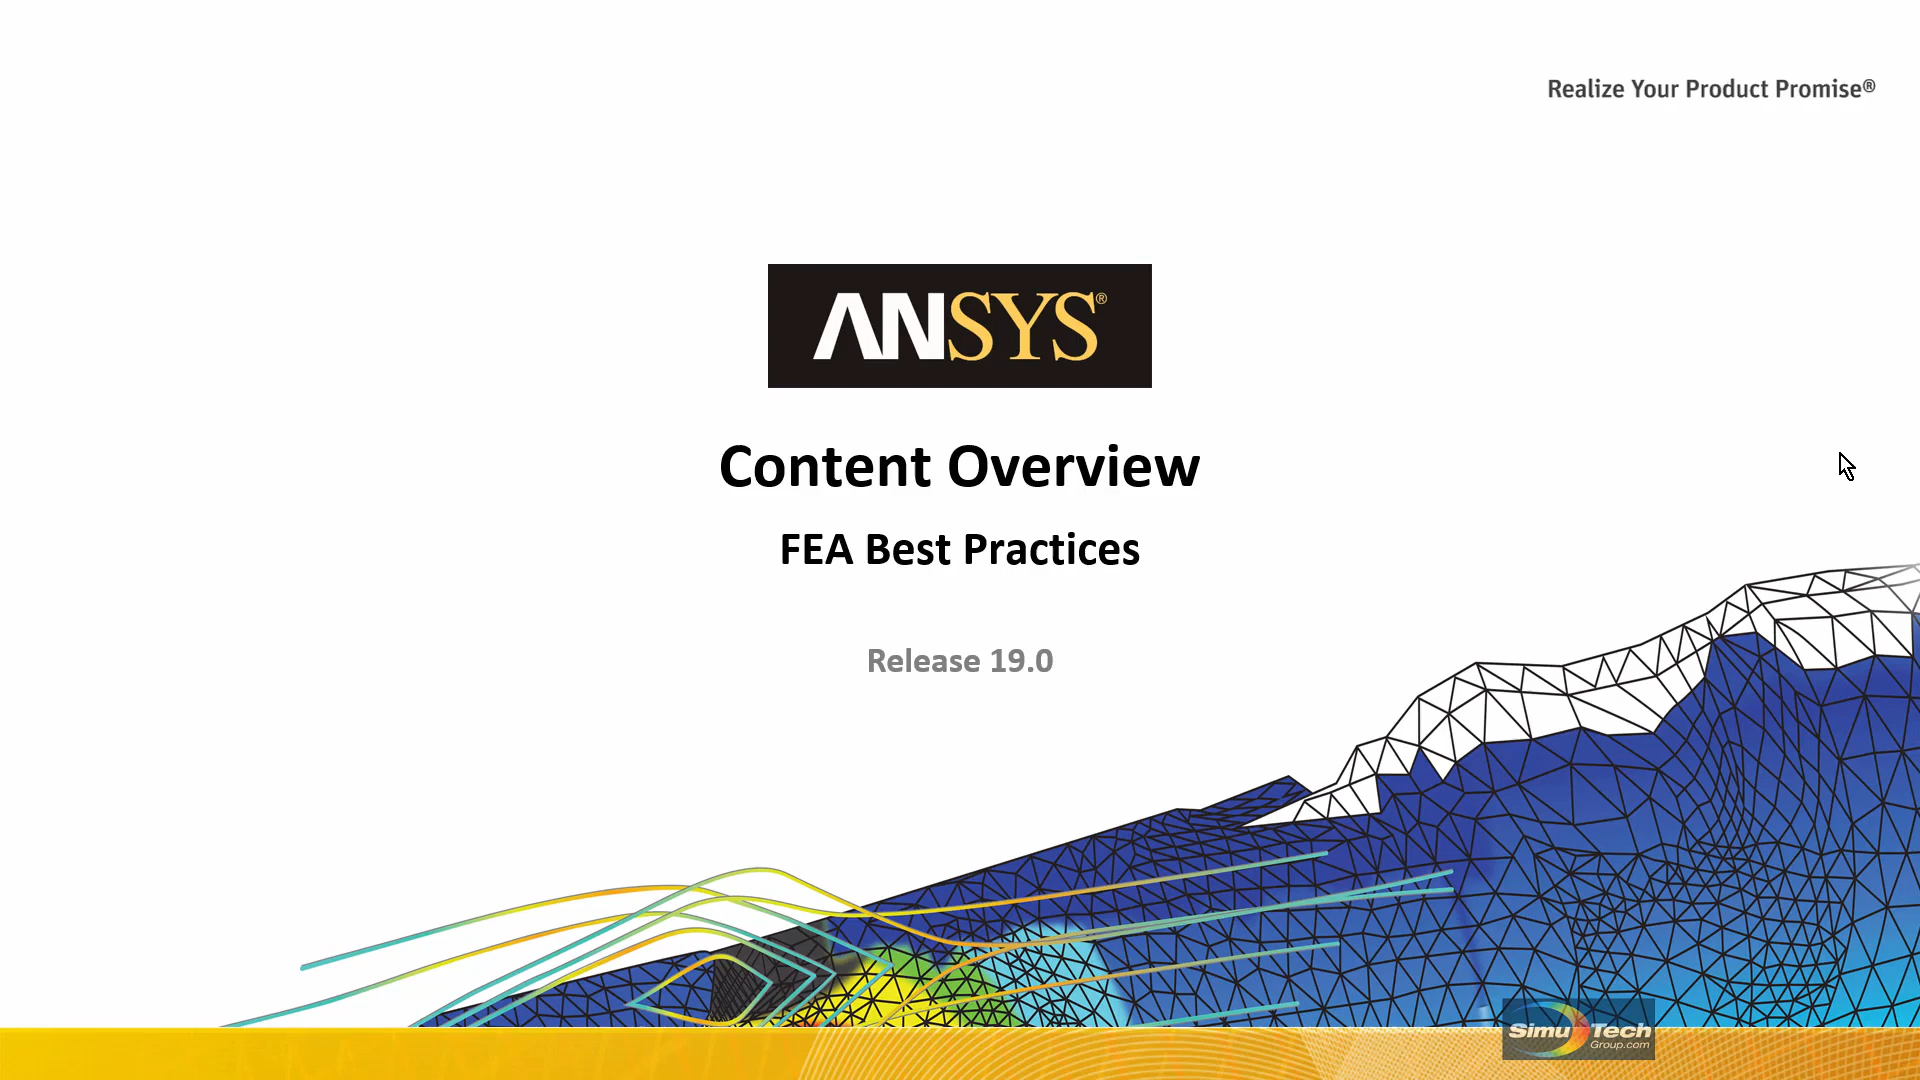 Realize Your Product Promise®
ANSYS®
Content Overview
FEA Best Practices
Release 19.0
SimuTech
Group.com